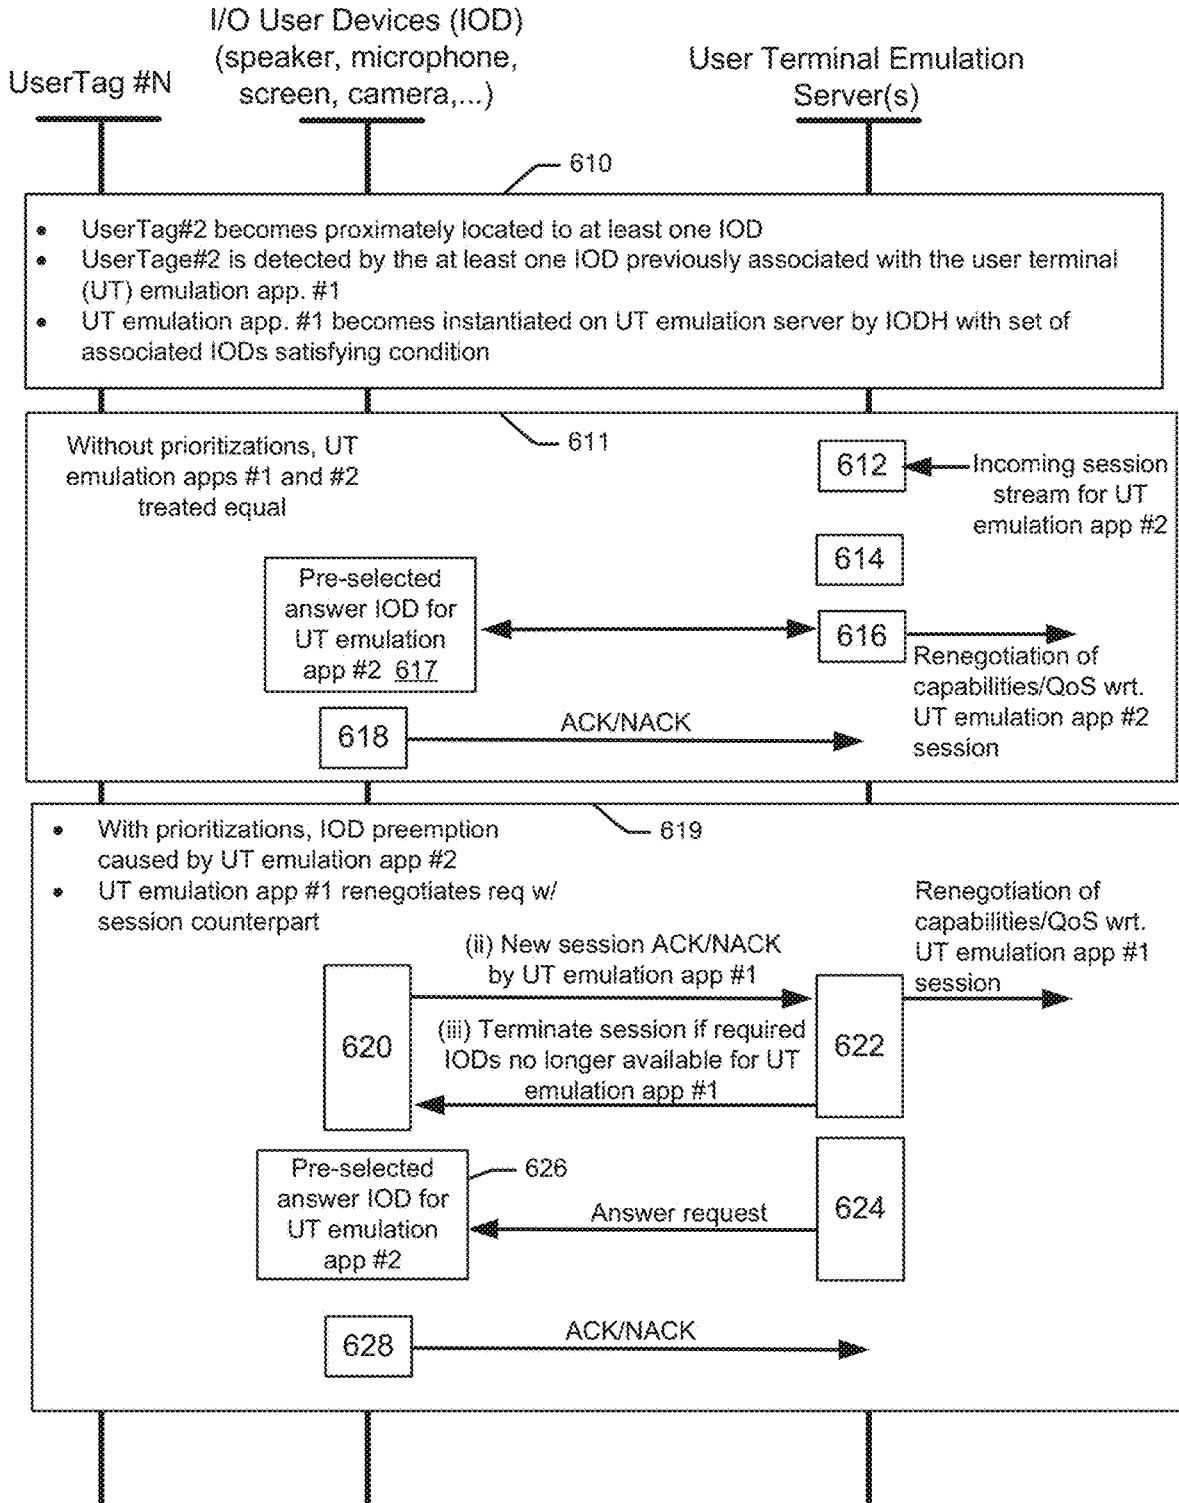 UserTag #N
I/O User Devices (IOD)
(speaker, microphone,
screen, camera,...)
User Terminal Emulation
Server(s)
610
• UserTag#2 becomes proximately located to at least one IOD
• UserTage#2 is detected by the at least one IOD previously associated with the user terminal
(UT) emulation app. #1
• UT emulation app. #1 becomes instantiated on UT emulation server by IODH with set of
associated IODs satisfying condition
611
Without prioritizations, UT
emulation apps #1 and #2
treated equal
612
Incoming session
stream for UT
emulation app #2
614
Pre-selected
answer IOD for
UT emulation
app #2 617
616
Renegotiation of
capabilities/QoS wrt.
UT emulation app #2
session
618
ACK/NACK
619
• With prioritizations, IOD preemption
caused by UT emulation app #2
• UT emulation app #1 renegotiates req w/
session counterpart
Renegotiation of
capabilities/QoS wrt.
UT emulation app #1
session
(ii) New session ACK/NACK
by UT emulation app #1
620
622
(iii) Terminate session if required
IODs no longer available for UT
emulation app #1
626
Pre-selected
answer IOD for
UT emulation
app #2
Answer request
624
628
ACK/NACK